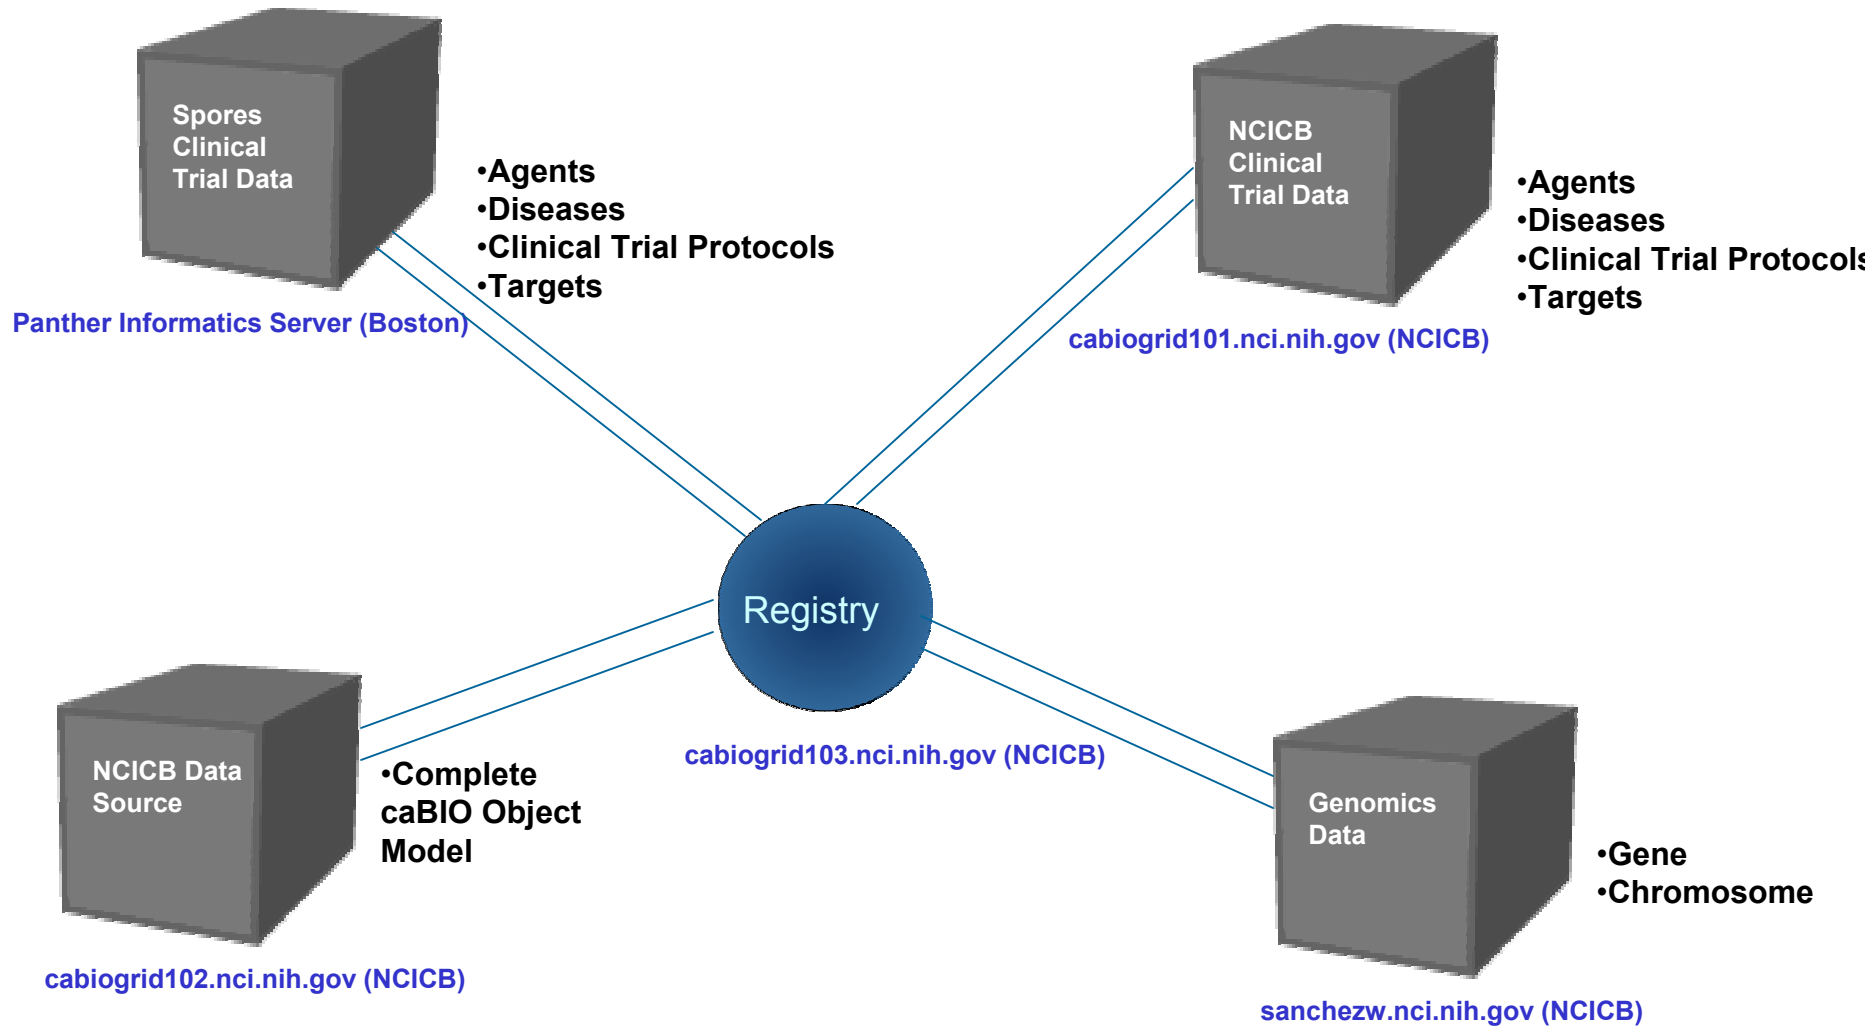 Spores
Clinical
Trial Data
•Agents
•Diseases
•Clinical Trial Protocols
•Targets
Panther Informatics Server (Boston)
NCICB
Clinical
Trial Data
•Agents
•Diseases
•Clinical Trial Protocols
•Targets
cabiogrid101.nci.nih.gov (NCICB)
Registry
cabiogrid103.nci.nih.gov (NCICB)
NCICB Data
Source
•Complete
caBIO Object
Model
cabiogrid102.nci.nih.gov (NCICB)
Genomics
Data
•Gene
•Chromosome
sanchezw.nci.nih.gov (NCICB)